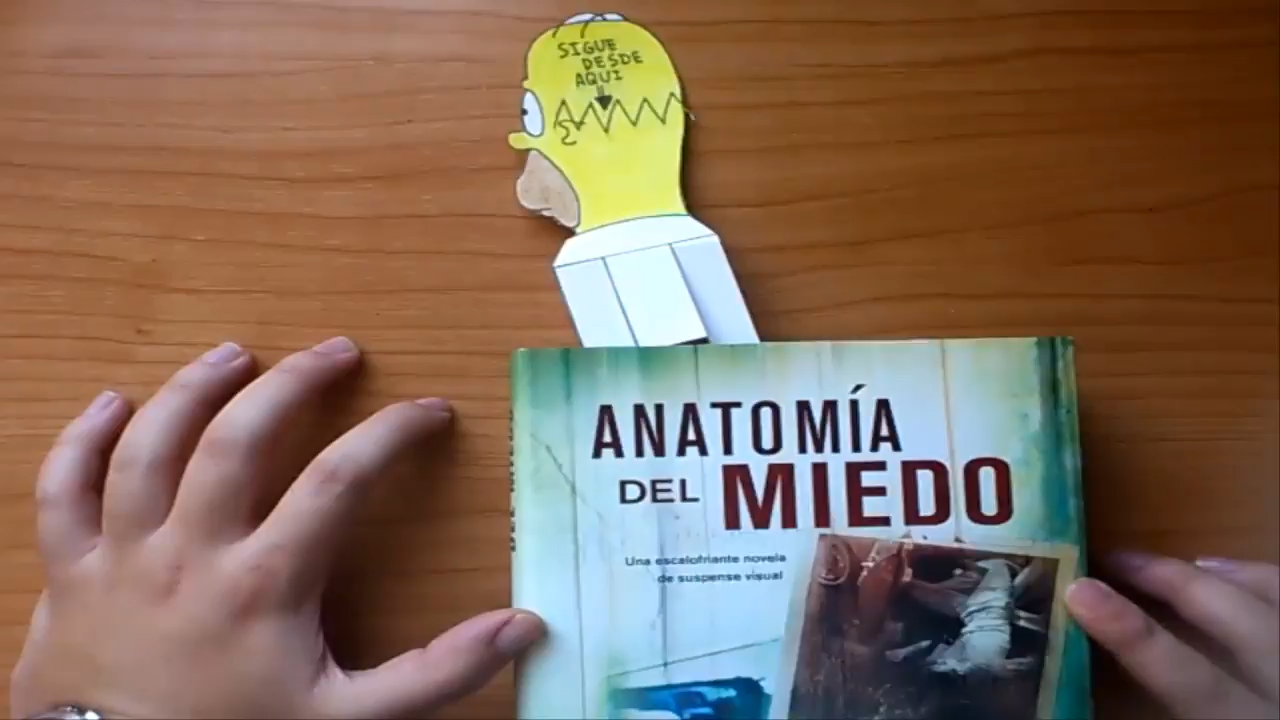 SIGUE
DESDE
AQUI
ANATOMÍA
DEL MIEDO
Una escalofriante novela
de suspense visual